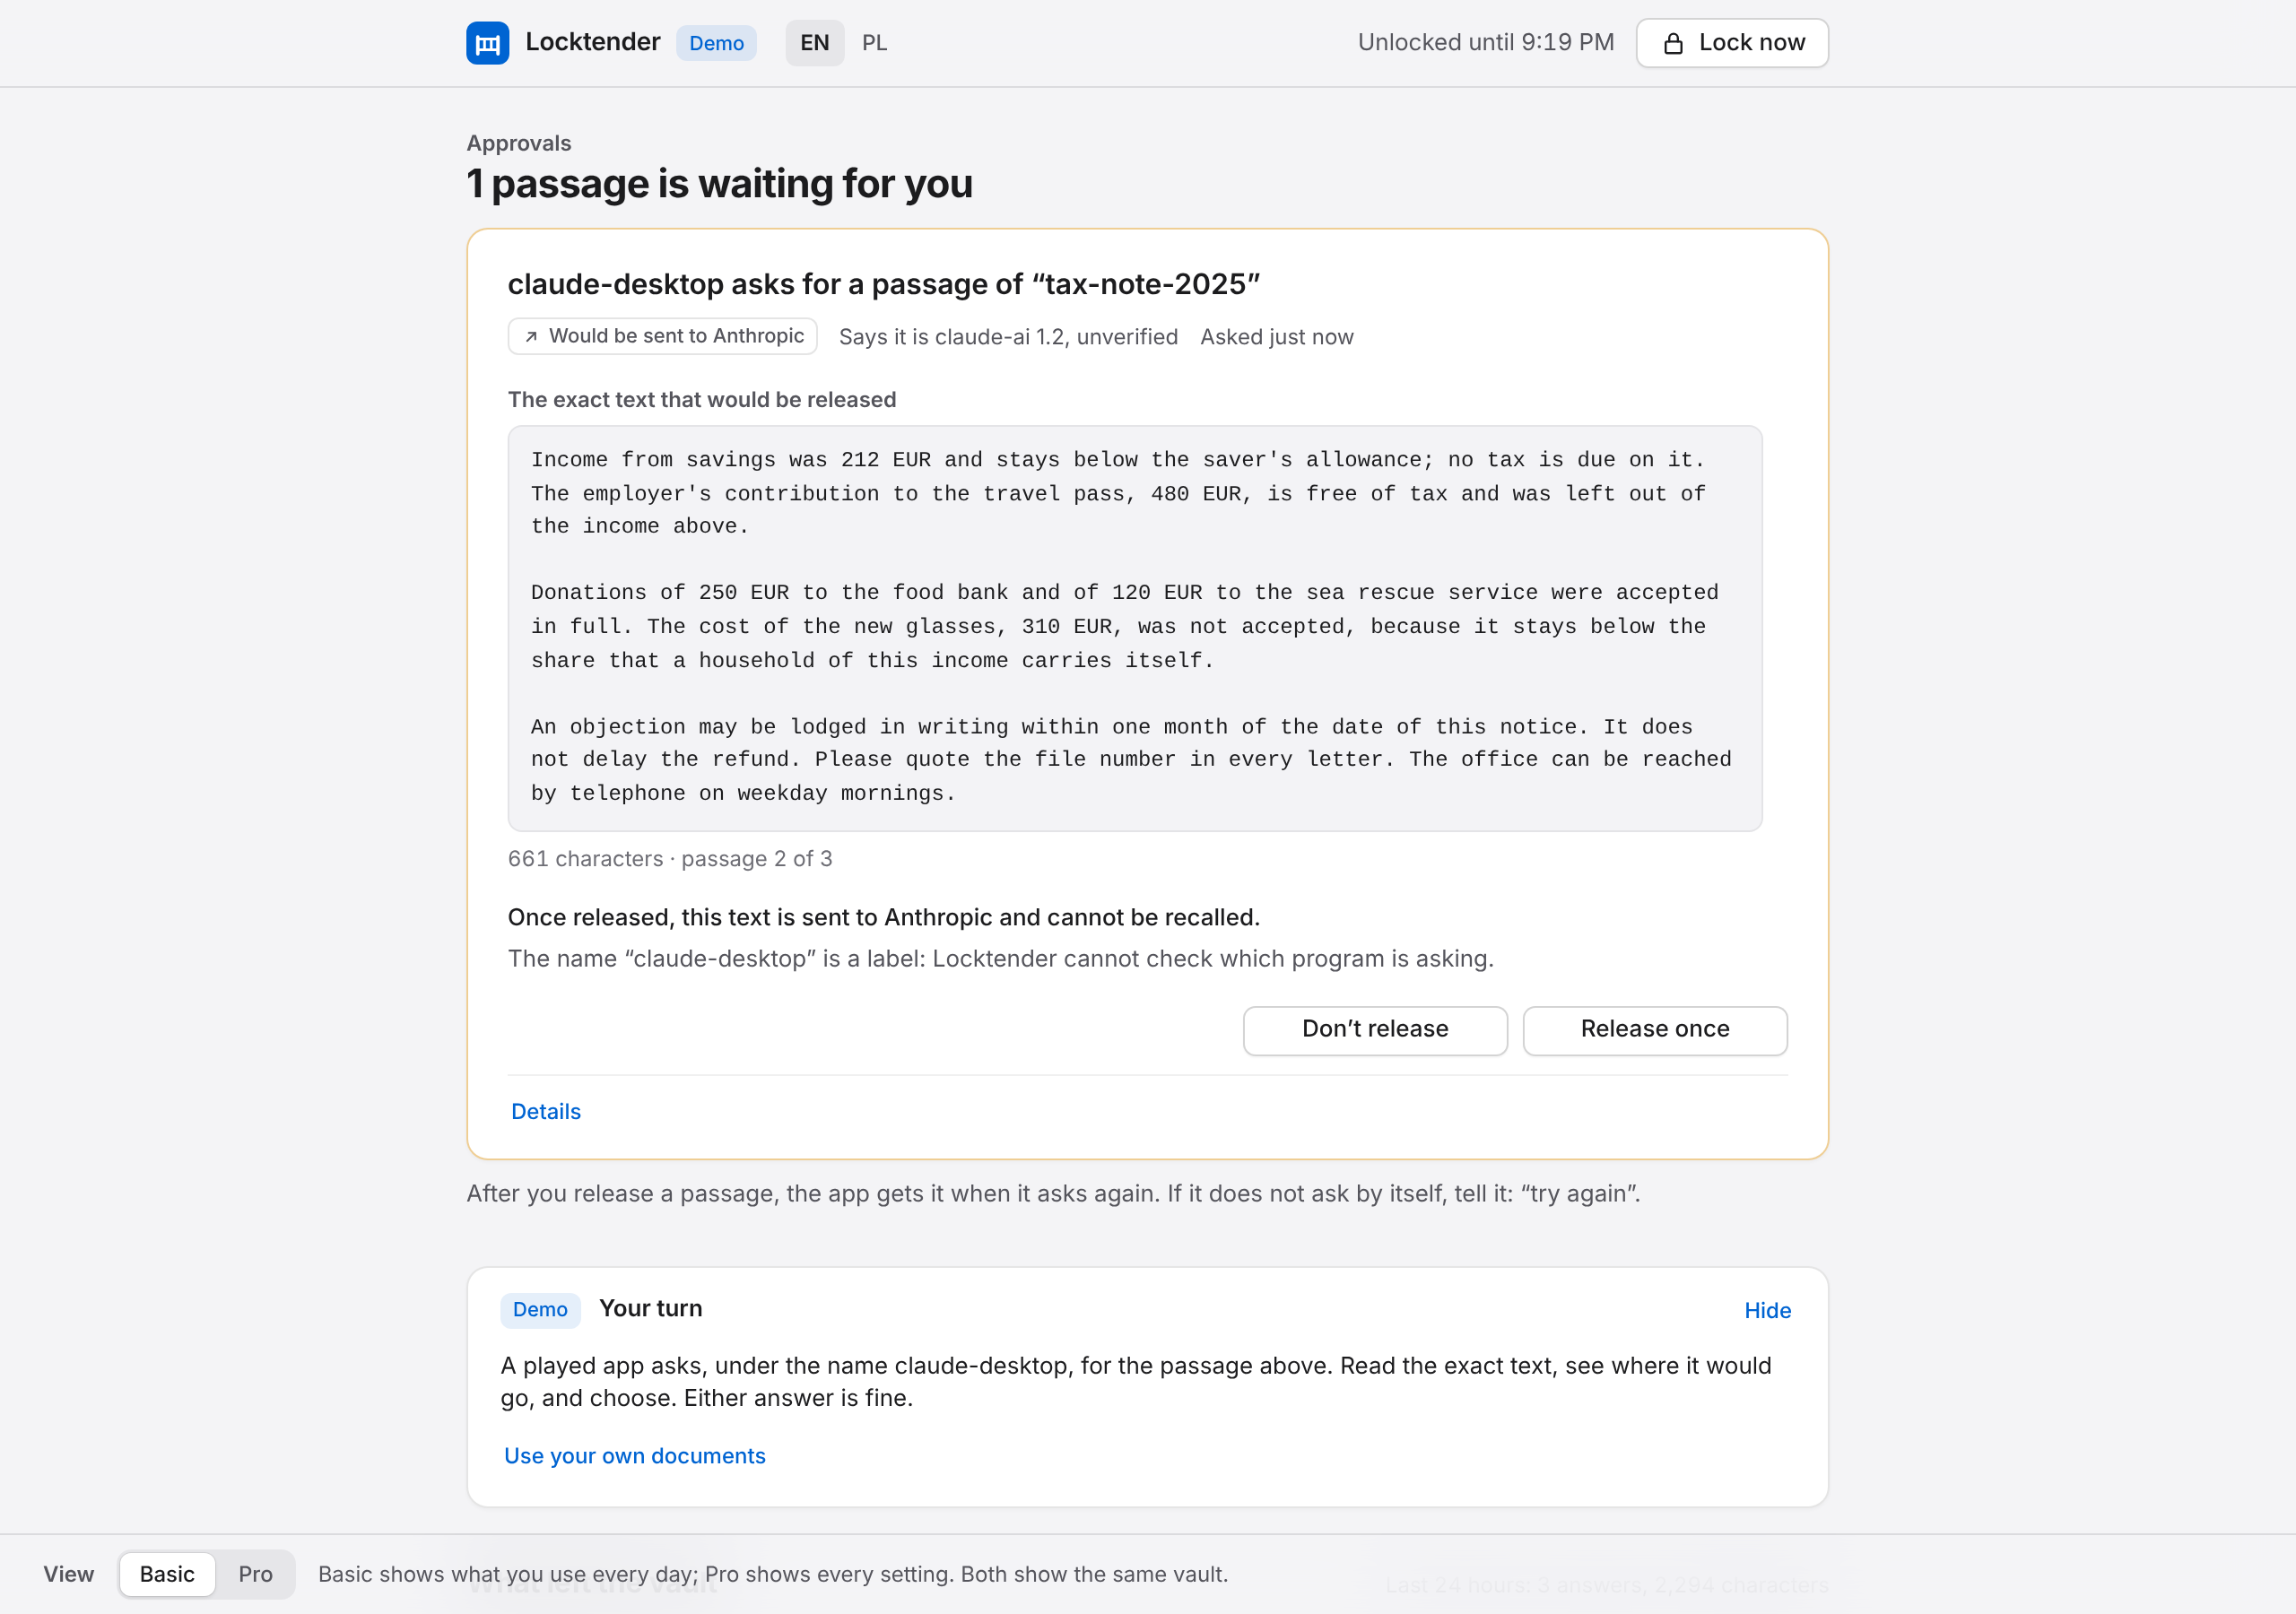 Locktender Demo EN PL Unlocked until 9:19 PM Lock now
Approvals
1 passage is waiting for you
claude-desktop asks for a passage of “tax-note-2025”
Would be sent to Anthropic Says it is claude-ai 1.2, unverified Asked just now
The exact text that would be released
Income from savings was 212 EUR and stays below the saver's allowance; no tax is due on it.
The employer's contribution to the travel pass, 480 EUR, is free of tax and was left out of
the income above.
Donations of 250 EUR to the food bank and of 120 EUR to the sea rescue service were accepted
in full. The cost of the new glasses, 310 EUR, was not accepted, because it stays below the
share that a household of this income carries itself.
An objection may be lodged in writing within one month of the date of this notice. It does
not delay the refund. Please quote the file number in every letter. The office can be reached
by telephone on weekday mornings.
661 characters · passage 2 of 3
Once released, this text is sent to Anthropic and cannot be recalled.
The name “claude-desktop” is a label: Locktender cannot check which program is asking.
Don’t release Release once
Details
After you release a passage, the app gets it when it asks again. If it does not ask by itself, tell it: “try again”.
Demo Your turn Hide
A played app asks, under the name claude-desktop, for the passage above. Read the exact text, see where it would
go, and choose. Either answer is fine.
Use your own documents
View Basic Pro Basic shows what you use every day; Pro shows every setting. Both show the same vault.
What left the vault Last 24 hours: 3 answers, 2,294 characters